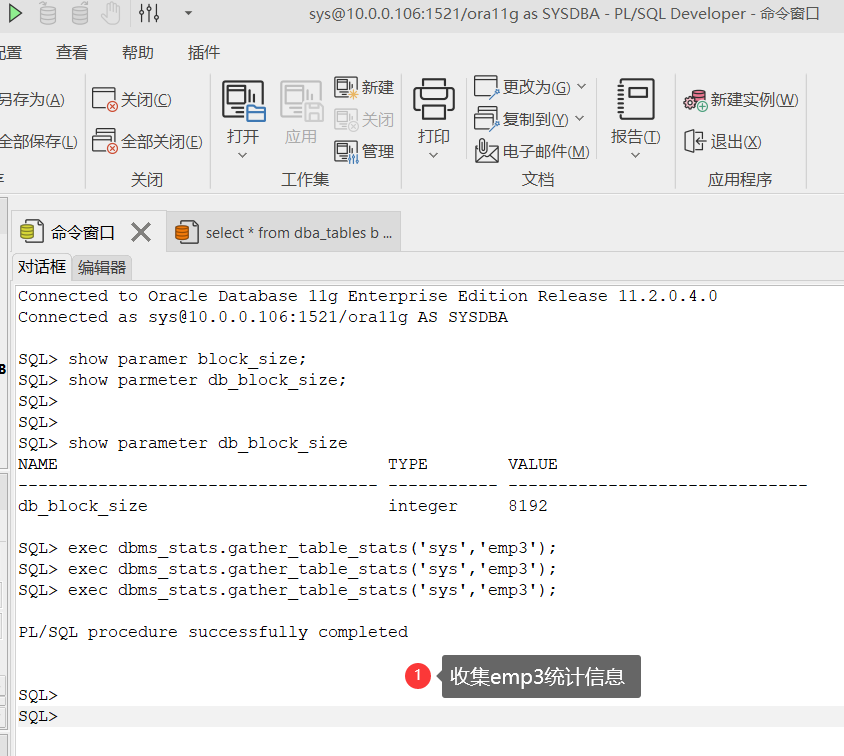 sys@10.0.0.106:1521/ora11g as SYSDBA - PL/SQL Developer - 命令窗口
配置 查看 帮助 插件
另存为(A) 关闭(C) 新建 更改为(G) 新建实例(W)
打开 应用 关闭 打印 复制到(Y) 报告(T)
全部保存(L) 全部关闭(E) 管理 电子邮件(M) 退出(X)
关闭 工作集 文档 应用程序
命令窗口 select * from dba_tables b ...
对话框 编辑器
Connected to Oracle Database 11g Enterprise Edition Release 11.2.0.4.0
Connected as sys@10.0.0.106:1521/ora11g AS SYSDBA
SQL> show paramer block_size;
SQL> show parmeter db_block_size;
SQL>
SQL>
SQL> show parameter db_block_size
NAME TYPE VALUE
------------------------------------ ----------- ------------------------------
db_block_size integer 8192
SQL> exec dbms_stats.gather_table_stats('sys','emp3');
SQL> exec dbms_stats.gather_table_stats('sys','emp3');
SQL> exec dbms_stats.gather_table_stats('sys','emp3');
PL/SQL procedure successfully completed
1 收集emp3统计信息
SQL>
SQL>